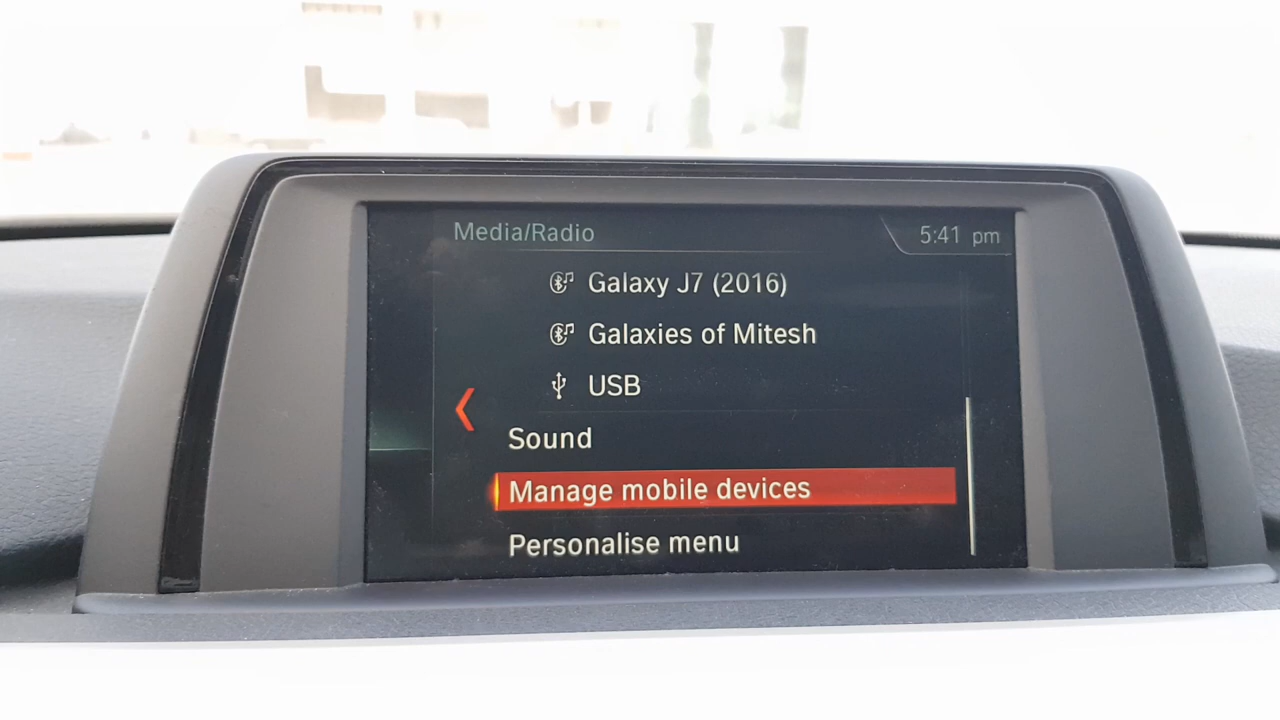 Media/Radio
5:41 pm
Galaxy J7 (2016)
Galaxies of Mitesh
USB
Sound
Manage mobile devices
Personalise menu